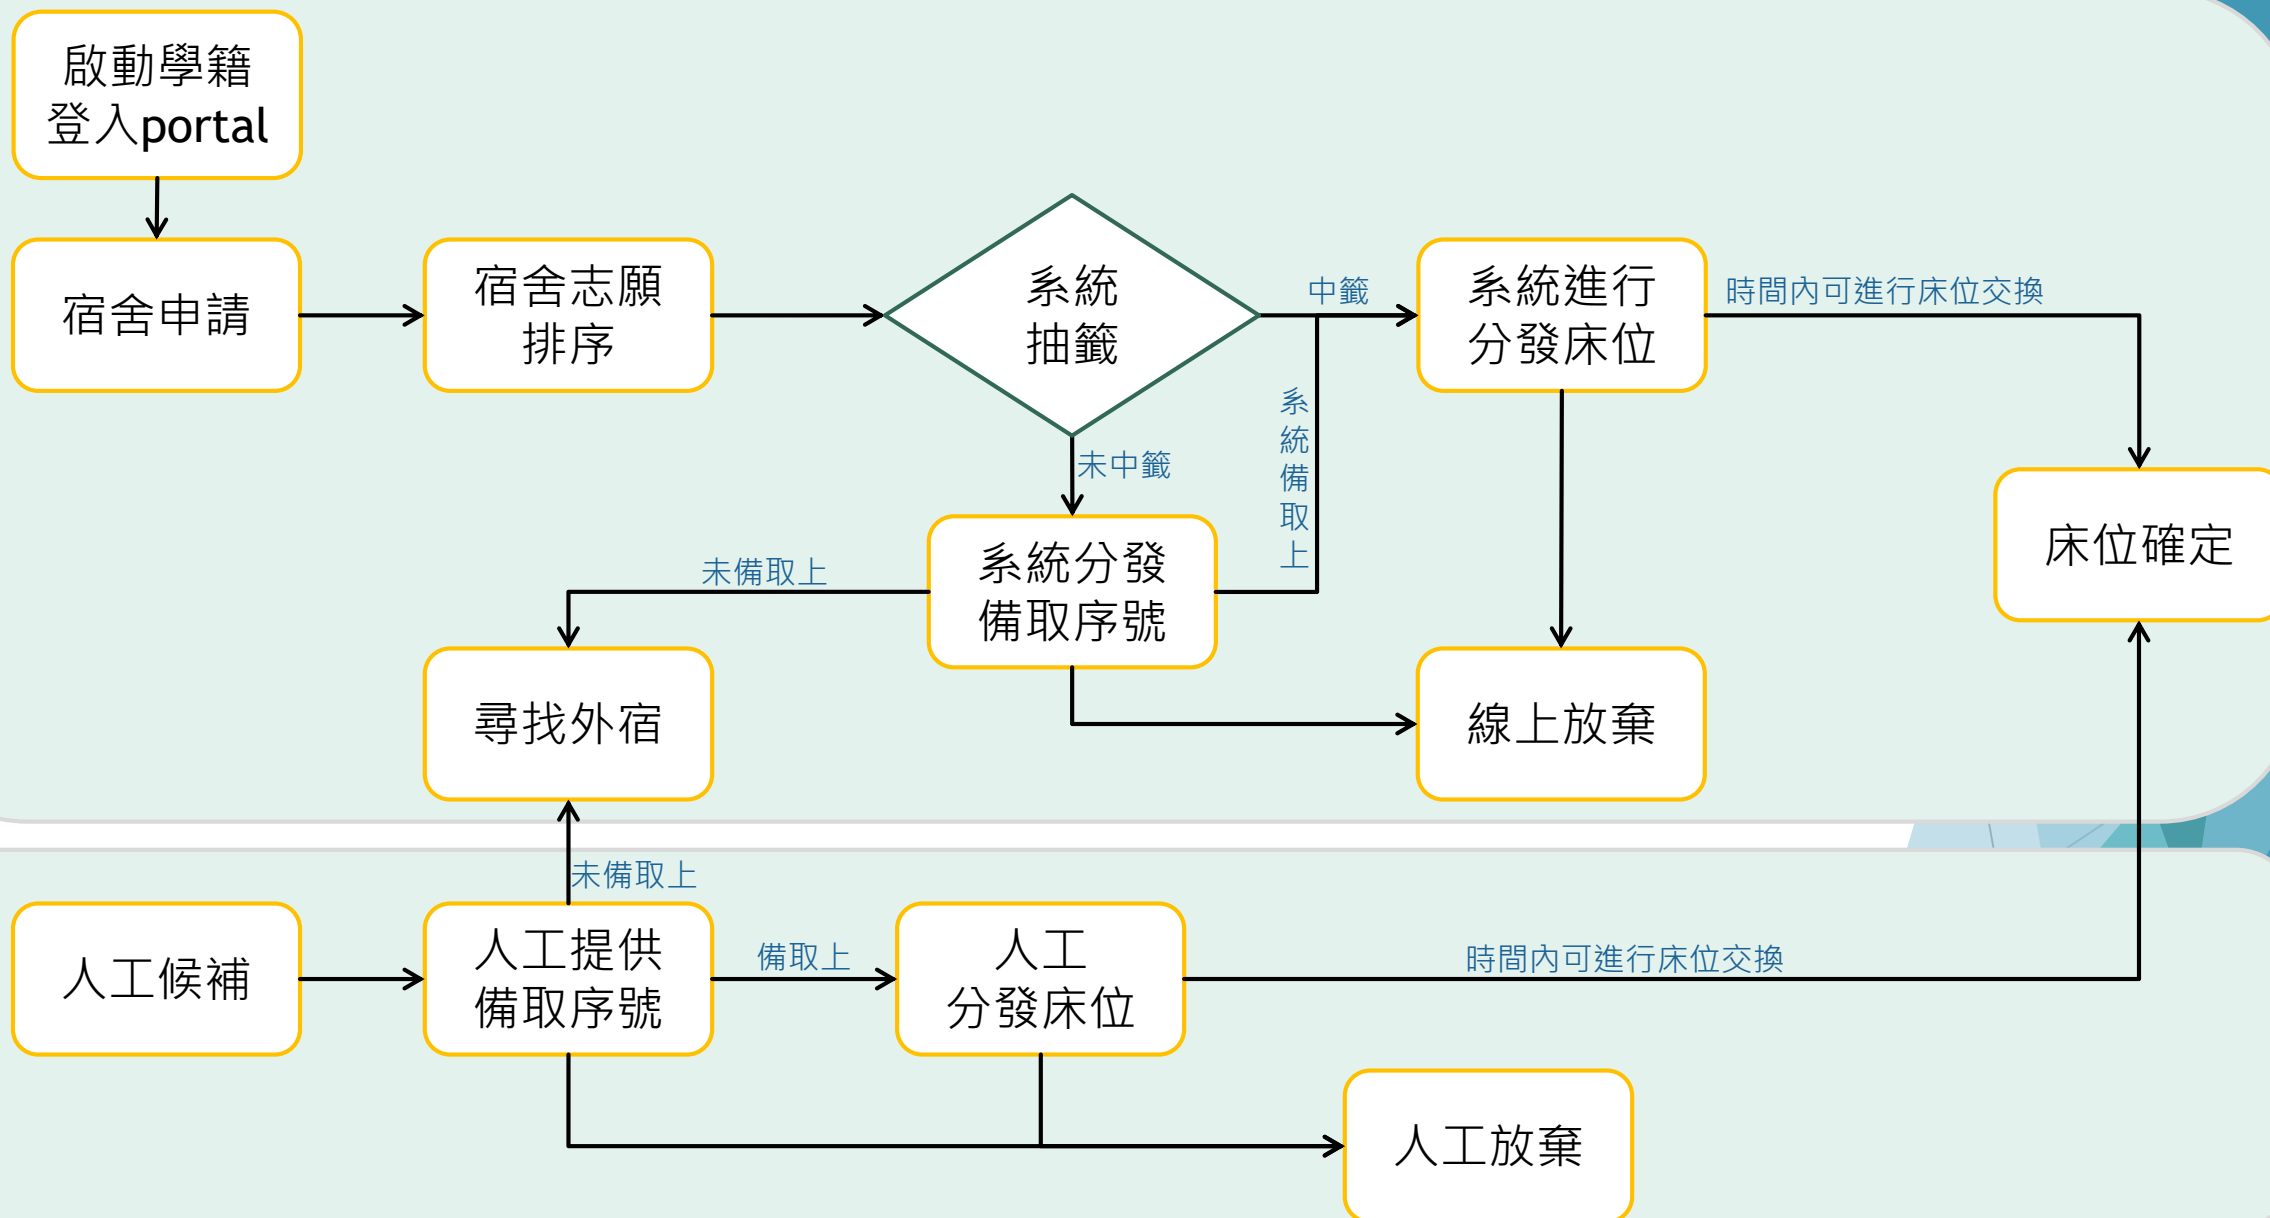 啟動學籍
登入portal
宿舍申請
宿舍志願
排序
系統
抽籤
中籤
系統進行
分發床位
時間內可進行床位交換
未中籤
系統備取上
系統分發
備取序號
未備取上
床位確定
尋找外宿
線上放棄
未備取上
人工候補
人工提供
備取序號
備取上
人工
分發床位
時間內可進行床位交換
人工放棄